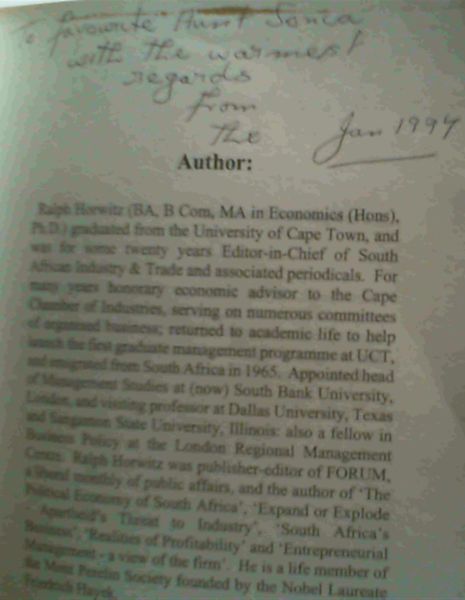 To favourite Aunt Sonia
with the warmest
regards
from
the
Jan 1994
Author:
Ralph Horwitz (BA, B Com, MA in Economics (Hons),
Ph.D.) graduated from the University of Cape Town, and
was for some twenty years Editor-in-Chief of South
African Industry & Trade and associated periodicals. For
many years honorary economic advisor to the Cape
Chamber of Industries, serving on numerous committees
of organised business; returned to academic life to help
launch the first graduate management programme at UCT,
and emigrated from South Africa in 1965. Appointed head
of Management Studies at (now) South Bank University,
London, and visiting professor at Dallas University, Texas
and Sangamon State University, Illinois: also a fellow in
Business Policy at the London Regional Management
Centre. Ralph Horwitz was publisher-editor of FORUM,
a liberal monthly of public affairs, and the author of 'The
Political Economy of South Africa', 'Expand or Explode
- Apartheid's Threat to Industry', 'South Africa's
Business', 'Realities of Profitability' and 'Entrepreneurial
Management - a view of the firm'. He is a life member of
the Mont Perelin Society founded by the Nobel Laureate
Friedrich Hayek.